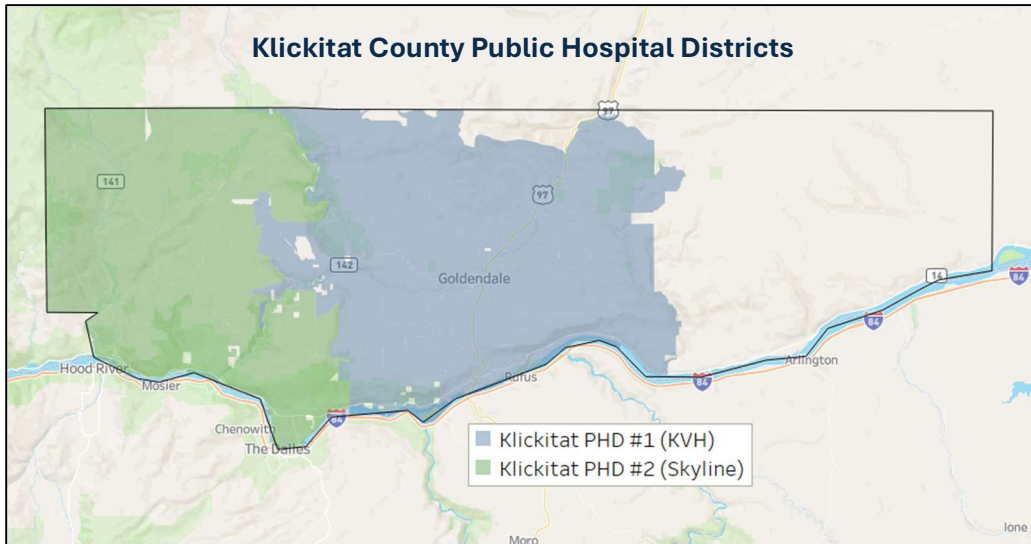 Klickitat County Public Hospital Districts
97
141
97
142
Goldendale
14
84
84
Hood River
Mosier
Rufus
Arlington
84
84
Chenowith
The Dalles
Klickitat PHD #1 (KVH)
Klickitat PHD #2 (Skyline)
Moro
Ione